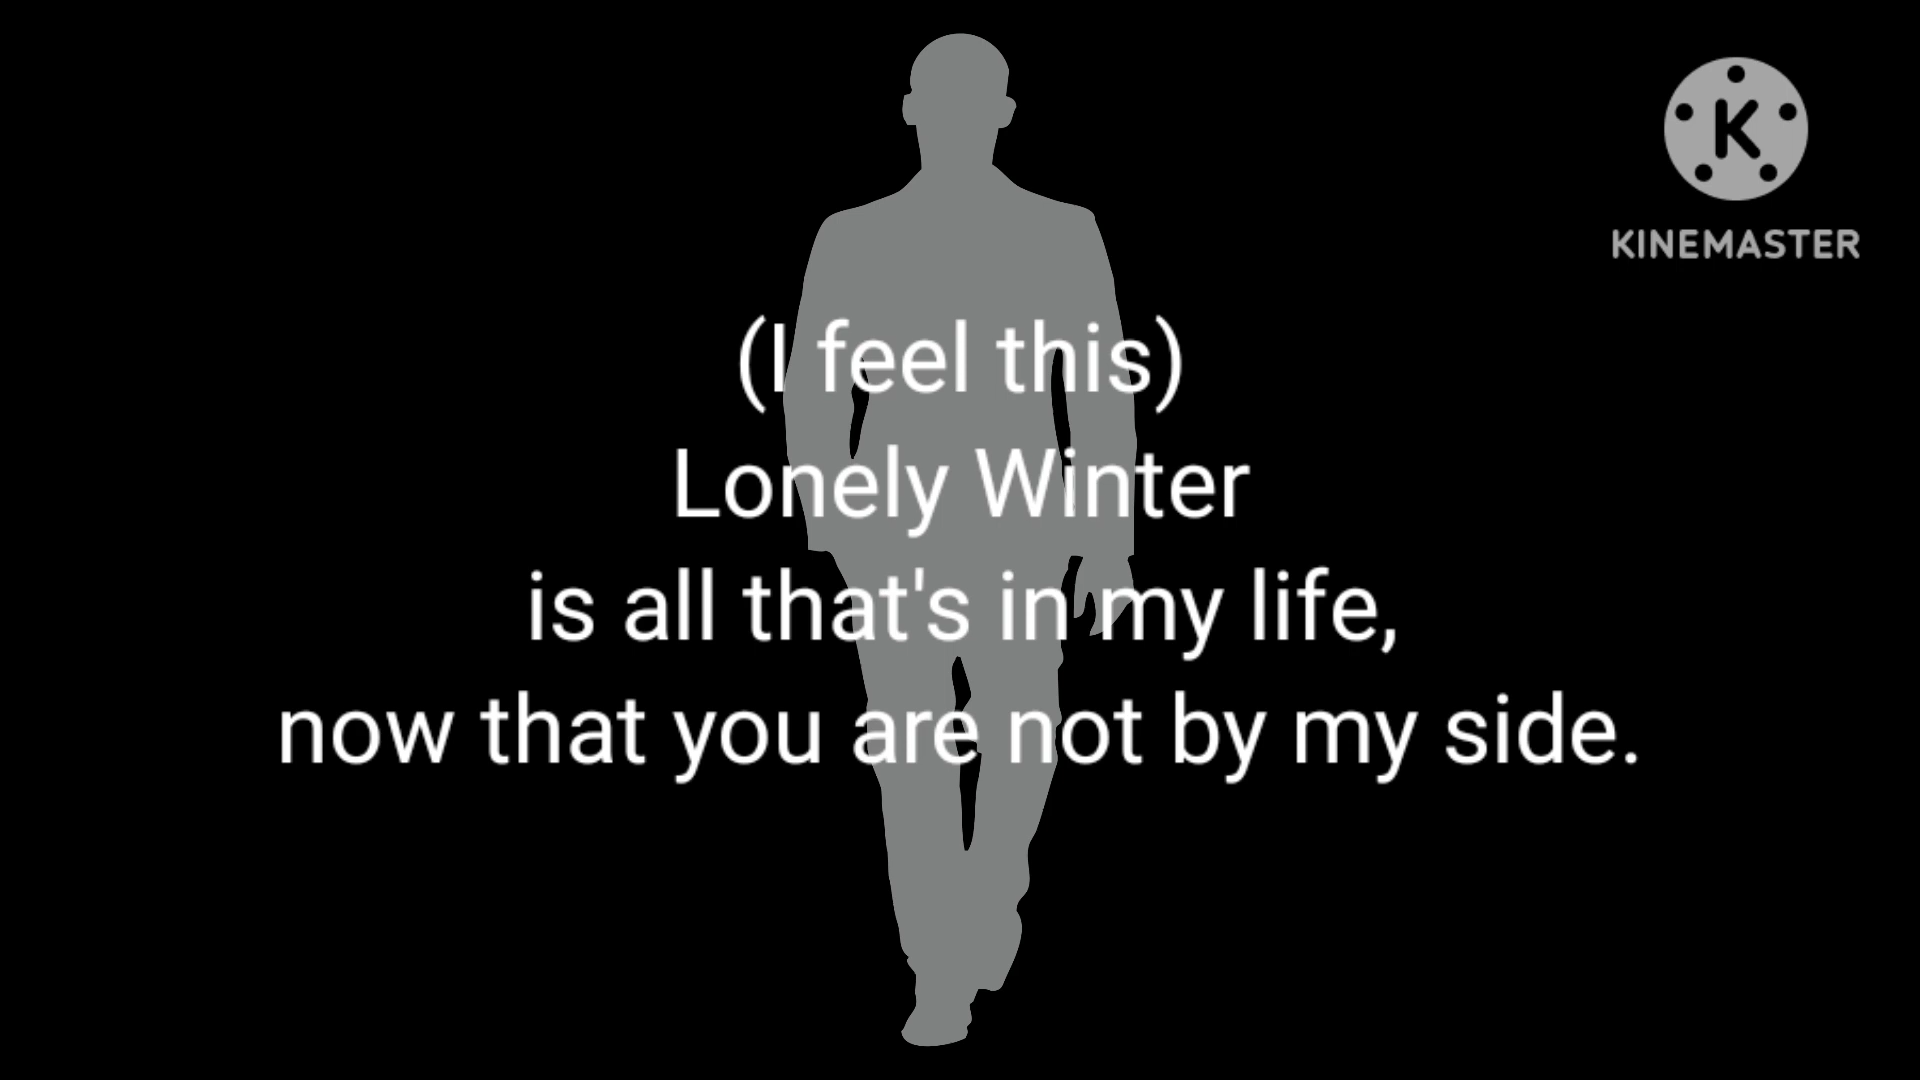 K
KINEMASTER
(I feel this)
Lonely Winter
is all that's in my life,
now that you are not by my side.